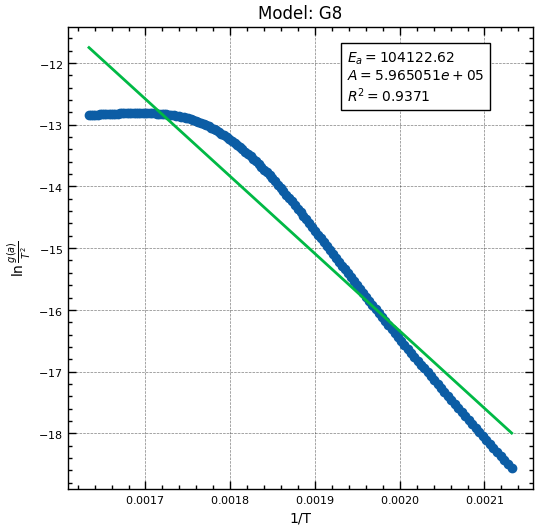 Model: G8
E_a = 104122.62
A = 5.965051e + 05
R^2 = 0.9371
−12
−13
−14
−15
−16
−17
−18
ln g(a)/T^2
0.0017 0.0018 0.0019 0.0020 0.0021
1/T